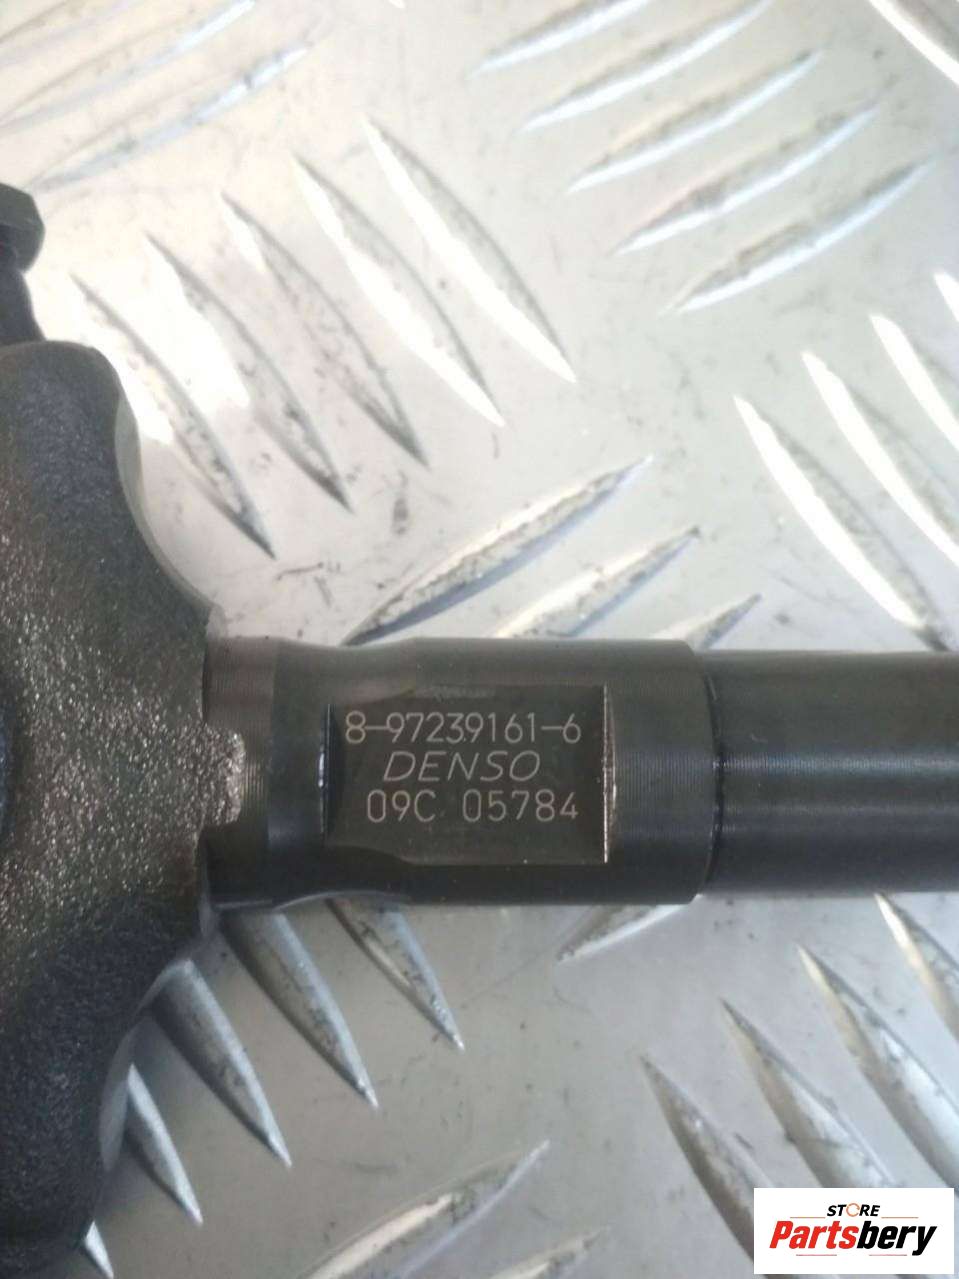 8-97239161-6
DENSO
09C 05784
STORE
Partsbery